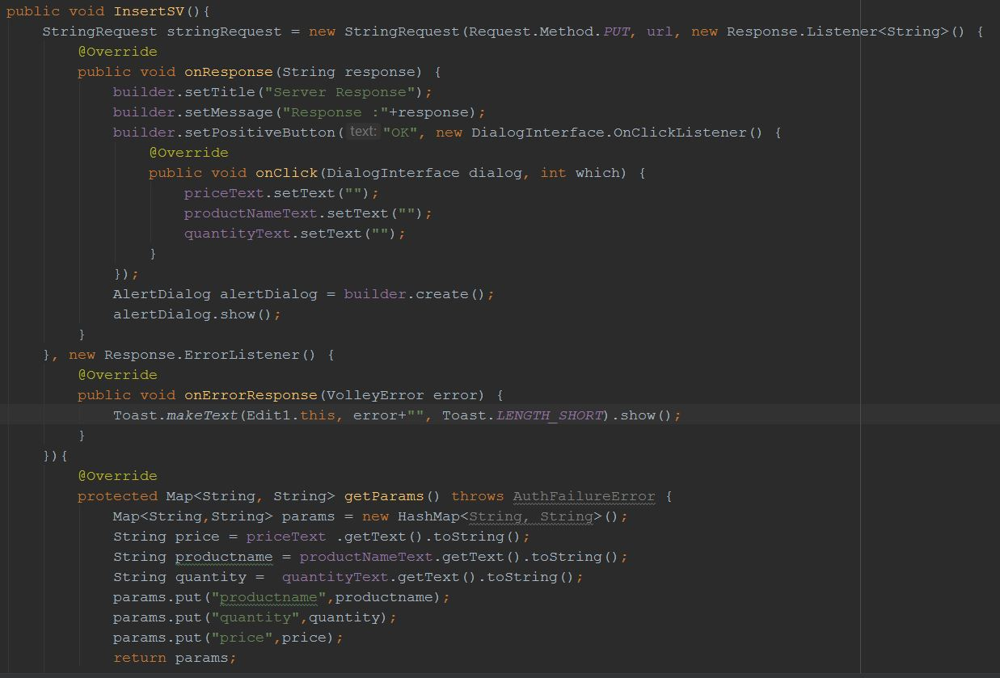 public void InsertSV(){
    StringRequest stringRequest = new StringRequest(Request.Method.PUT, url, new Response.Listener<String>() {
        @Override
        public void onResponse(String response) {
            builder.setTitle("Server Response");
            builder.setMessage("Response :"+response);
            builder.setPositiveButton( text: "OK", new DialogInterface.OnClickListener() {
                @Override
                public void onClick(DialogInterface dialog, int which) {
                    priceText.setText("");
                    productNameText.setText("");
                    quantityText.setText("");
                }
            });
            AlertDialog alertDialog = builder.create();
            alertDialog.show();
        }
    }, new Response.ErrorListener() {
        @Override
        public void onErrorResponse(VolleyError error) {
            Toast.makeText(Edit1.this, error+"", Toast.LENGTH_SHORT).show();
        }
    }){
        @Override
        protected Map<String, String> getParams() throws AuthFailureError {
            Map<String,String> params = new HashMap<String, String>();
            String price = priceText .getText().toString();
            String productname = productNameText.getText().toString();
            String quantity =  quantityText.getText().toString();
            params.put("productname",productname);
            params.put("quantity",quantity);
            params.put("price",price);
            return params;